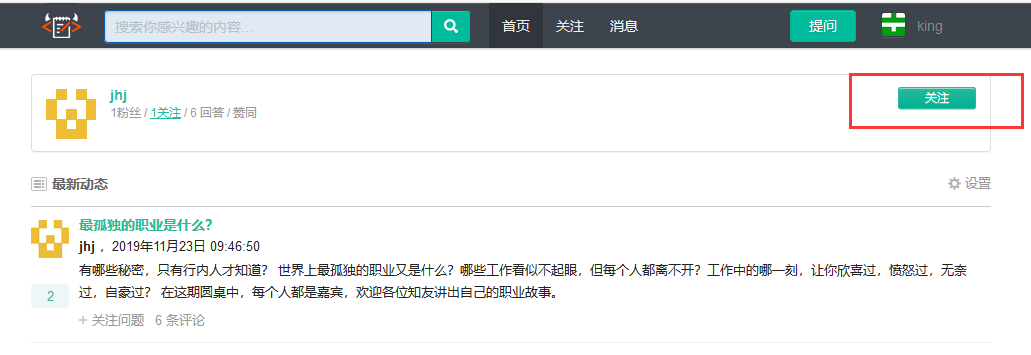 搜索你感兴趣的内容... 首页 关注 消息 提问 king
jhj 关注
1粉丝 / 1关注 / 6 回答 / 赞同
最新动态 设置
最孤独的职业是什么？
jhj ，2019年11月23日 09:46:50
有哪些秘密，只有行内人才知道？ 世界上最孤独的职业又是什么？哪些工作看似不起眼，但每个人都离不开？工作中的哪一刻，让你欣喜过，愤怒过，无奈
过，自豪过？ 在这期圆桌中，每个人都是嘉宾，欢迎各位知友讲出自己的职业故事。
2
+ 关注问题 6 条评论